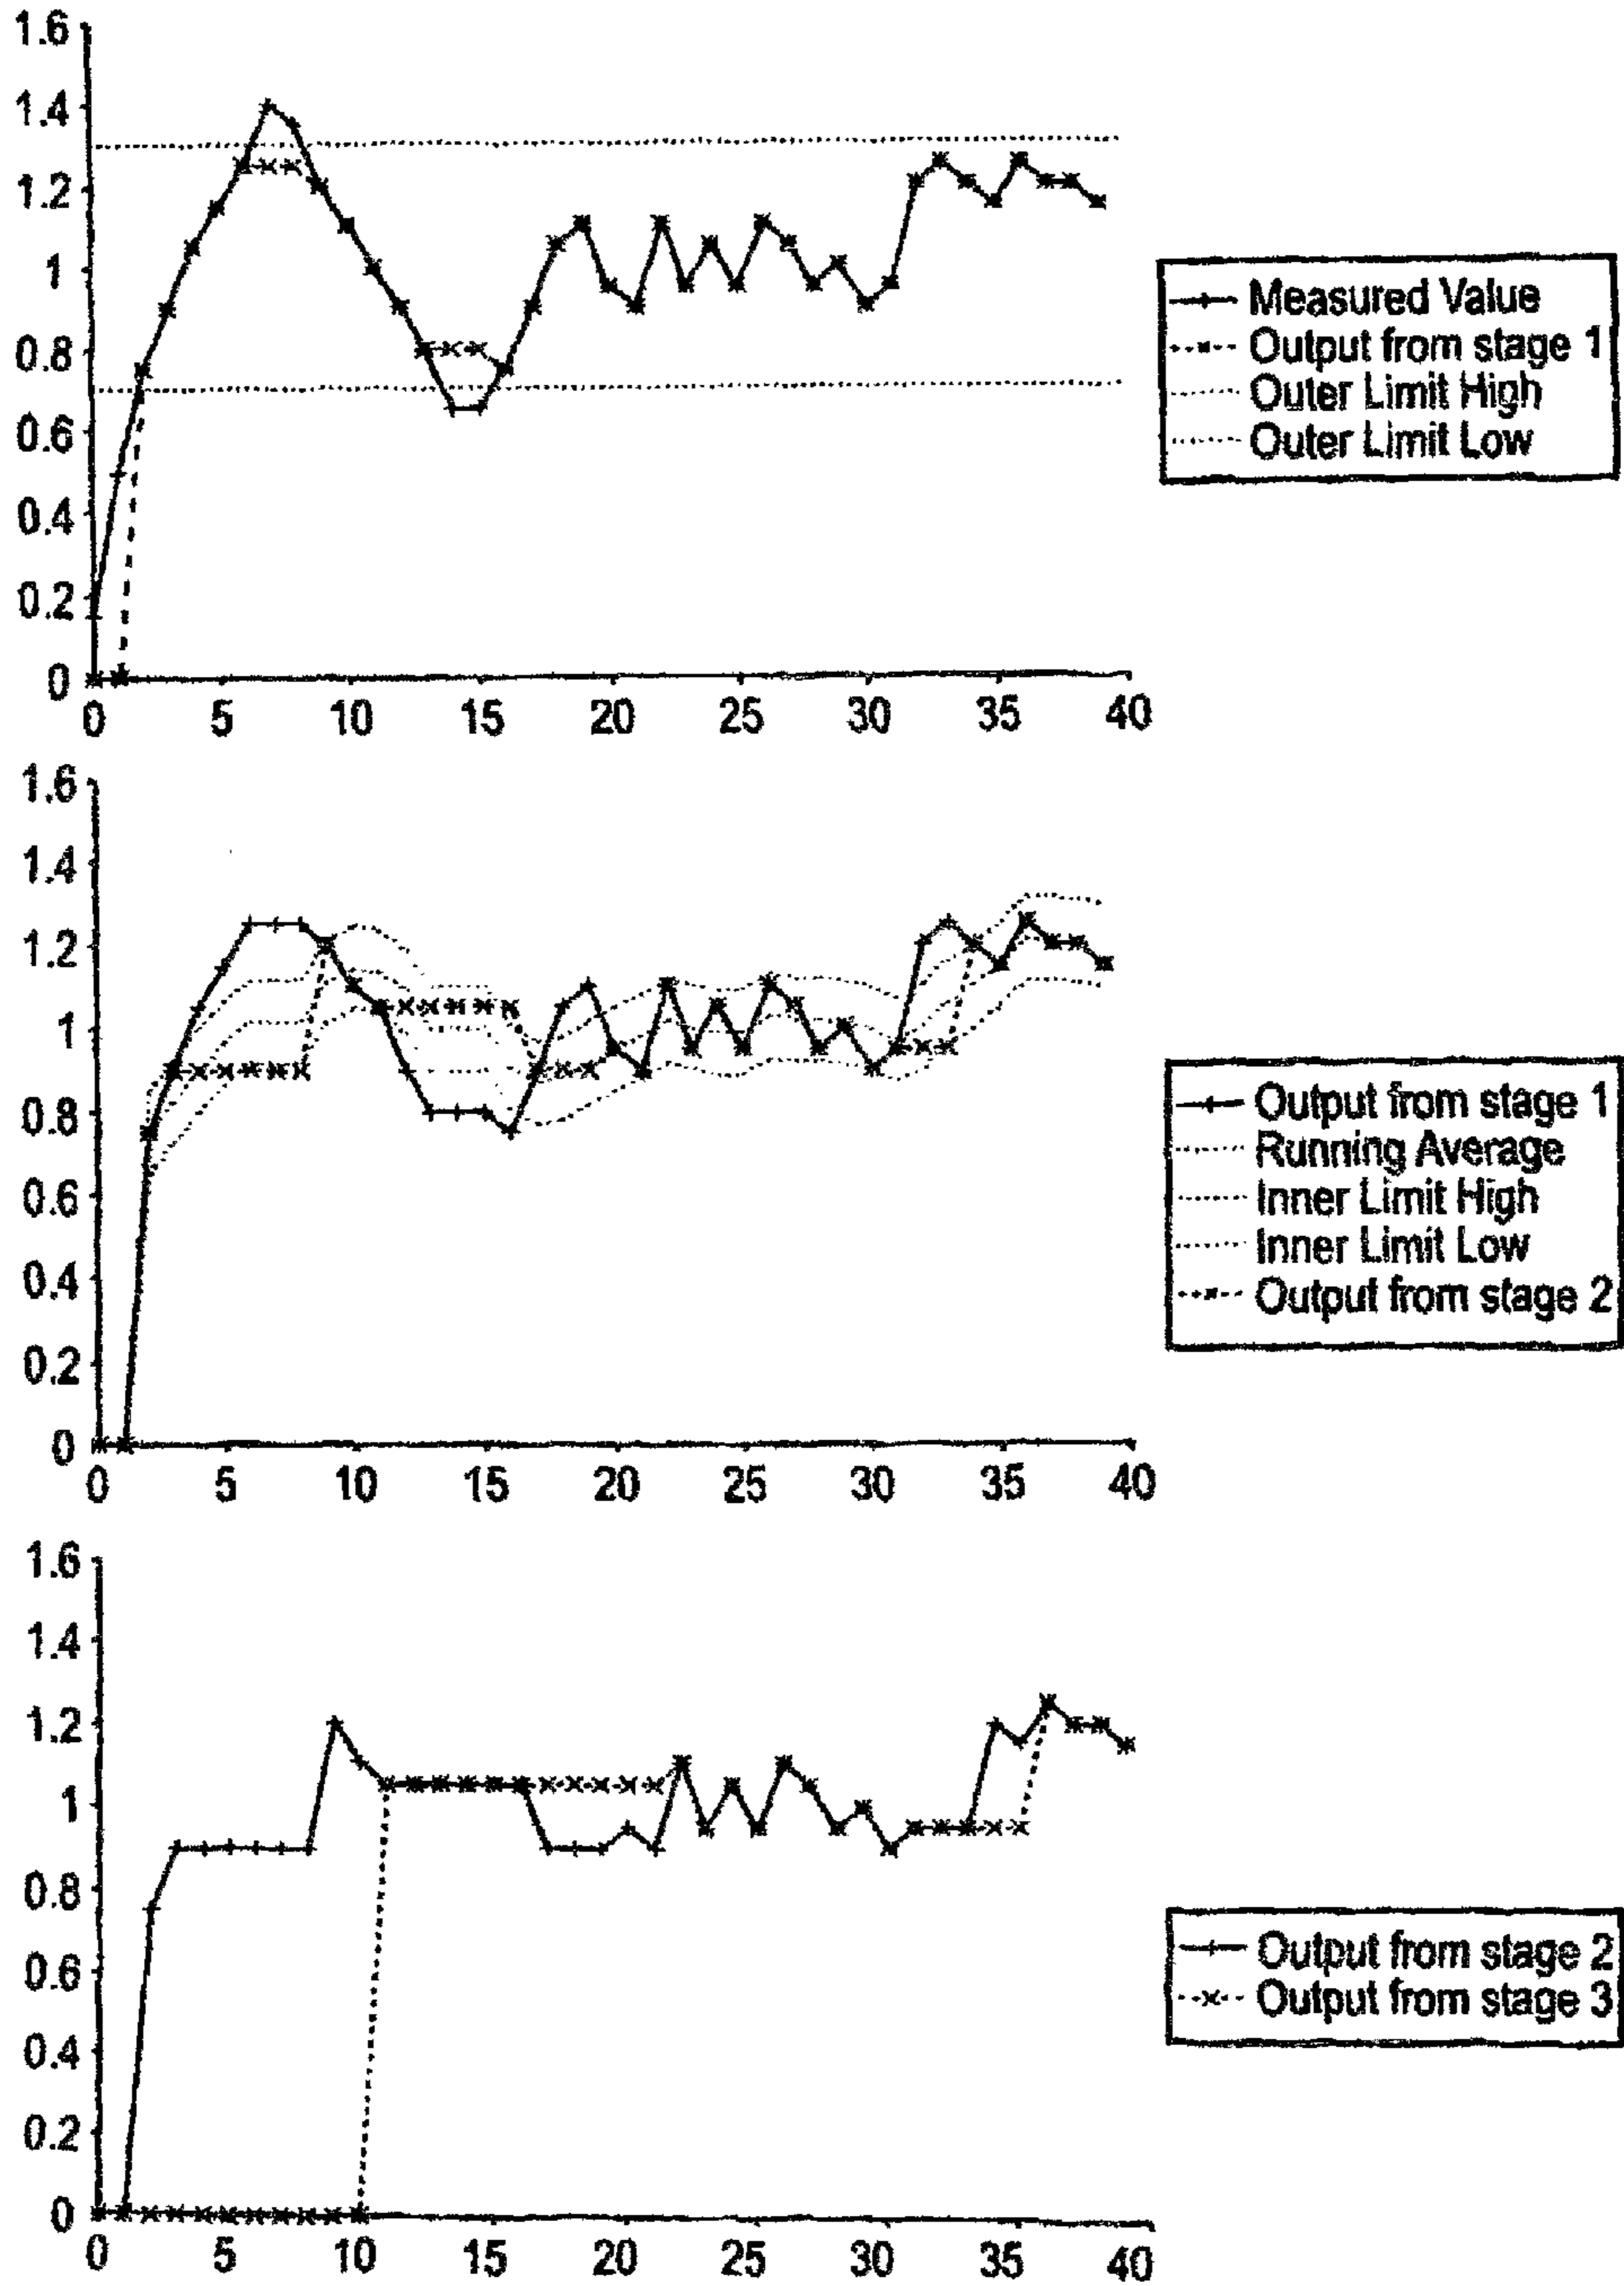 1.6
1.4
1.2
1
0.8
0.6
0.4
0.2
0
0 5 10 15 20 25 30 35 40
Measured Value
Output from stage 1
Outer Limit High
Outer Limit Low
1.6
1.4
1.2
1
0.8
0.6
0.4
0.2
0
0 5 10 15 20 25 30 35 40
Output from stage 1
Running Average
Inner Limit High
Inner Limit Low
Output from stage 2
1.6
1.4
1.2
1
0.8
0.6
0.4
0.2
0
0 5 10 15 20 25 30 35 40
Output from stage 2
Output from stage 3